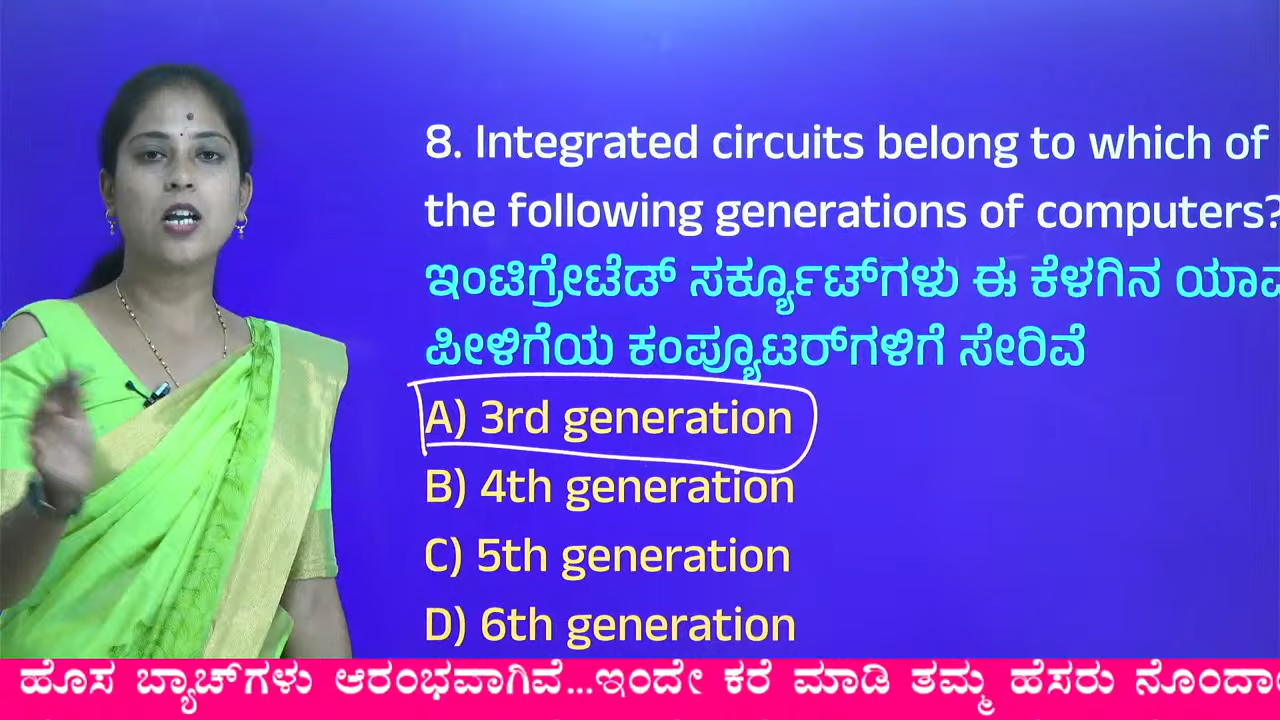 8. Integrated circuits belong to which of
the following generations of computers?
ಇಂಟಿಗ್ರೇಟೆಡ್ ಸರ್ಕ್ಯೂಟ್‌ಗಳು ಈ ಕೆಳಗಿನ
ಪೀಳಿಗೆಯ ಕಂಪ್ಯೂಟರ್‌ಗಳಿಗೆ ಸೇರಿವೆ
A) 3rd generation
B) 4th generation
C) 5th generation
D) 6th generation
ಹೊಸ ಬ್ಯಾಚ್‌ಗಳು ಆರಂಭವಾಗಿವೆ...ಇಂದೇ ಕರೆ ಮಾಡಿ ತಮ್ಮ ಹೆಸರು